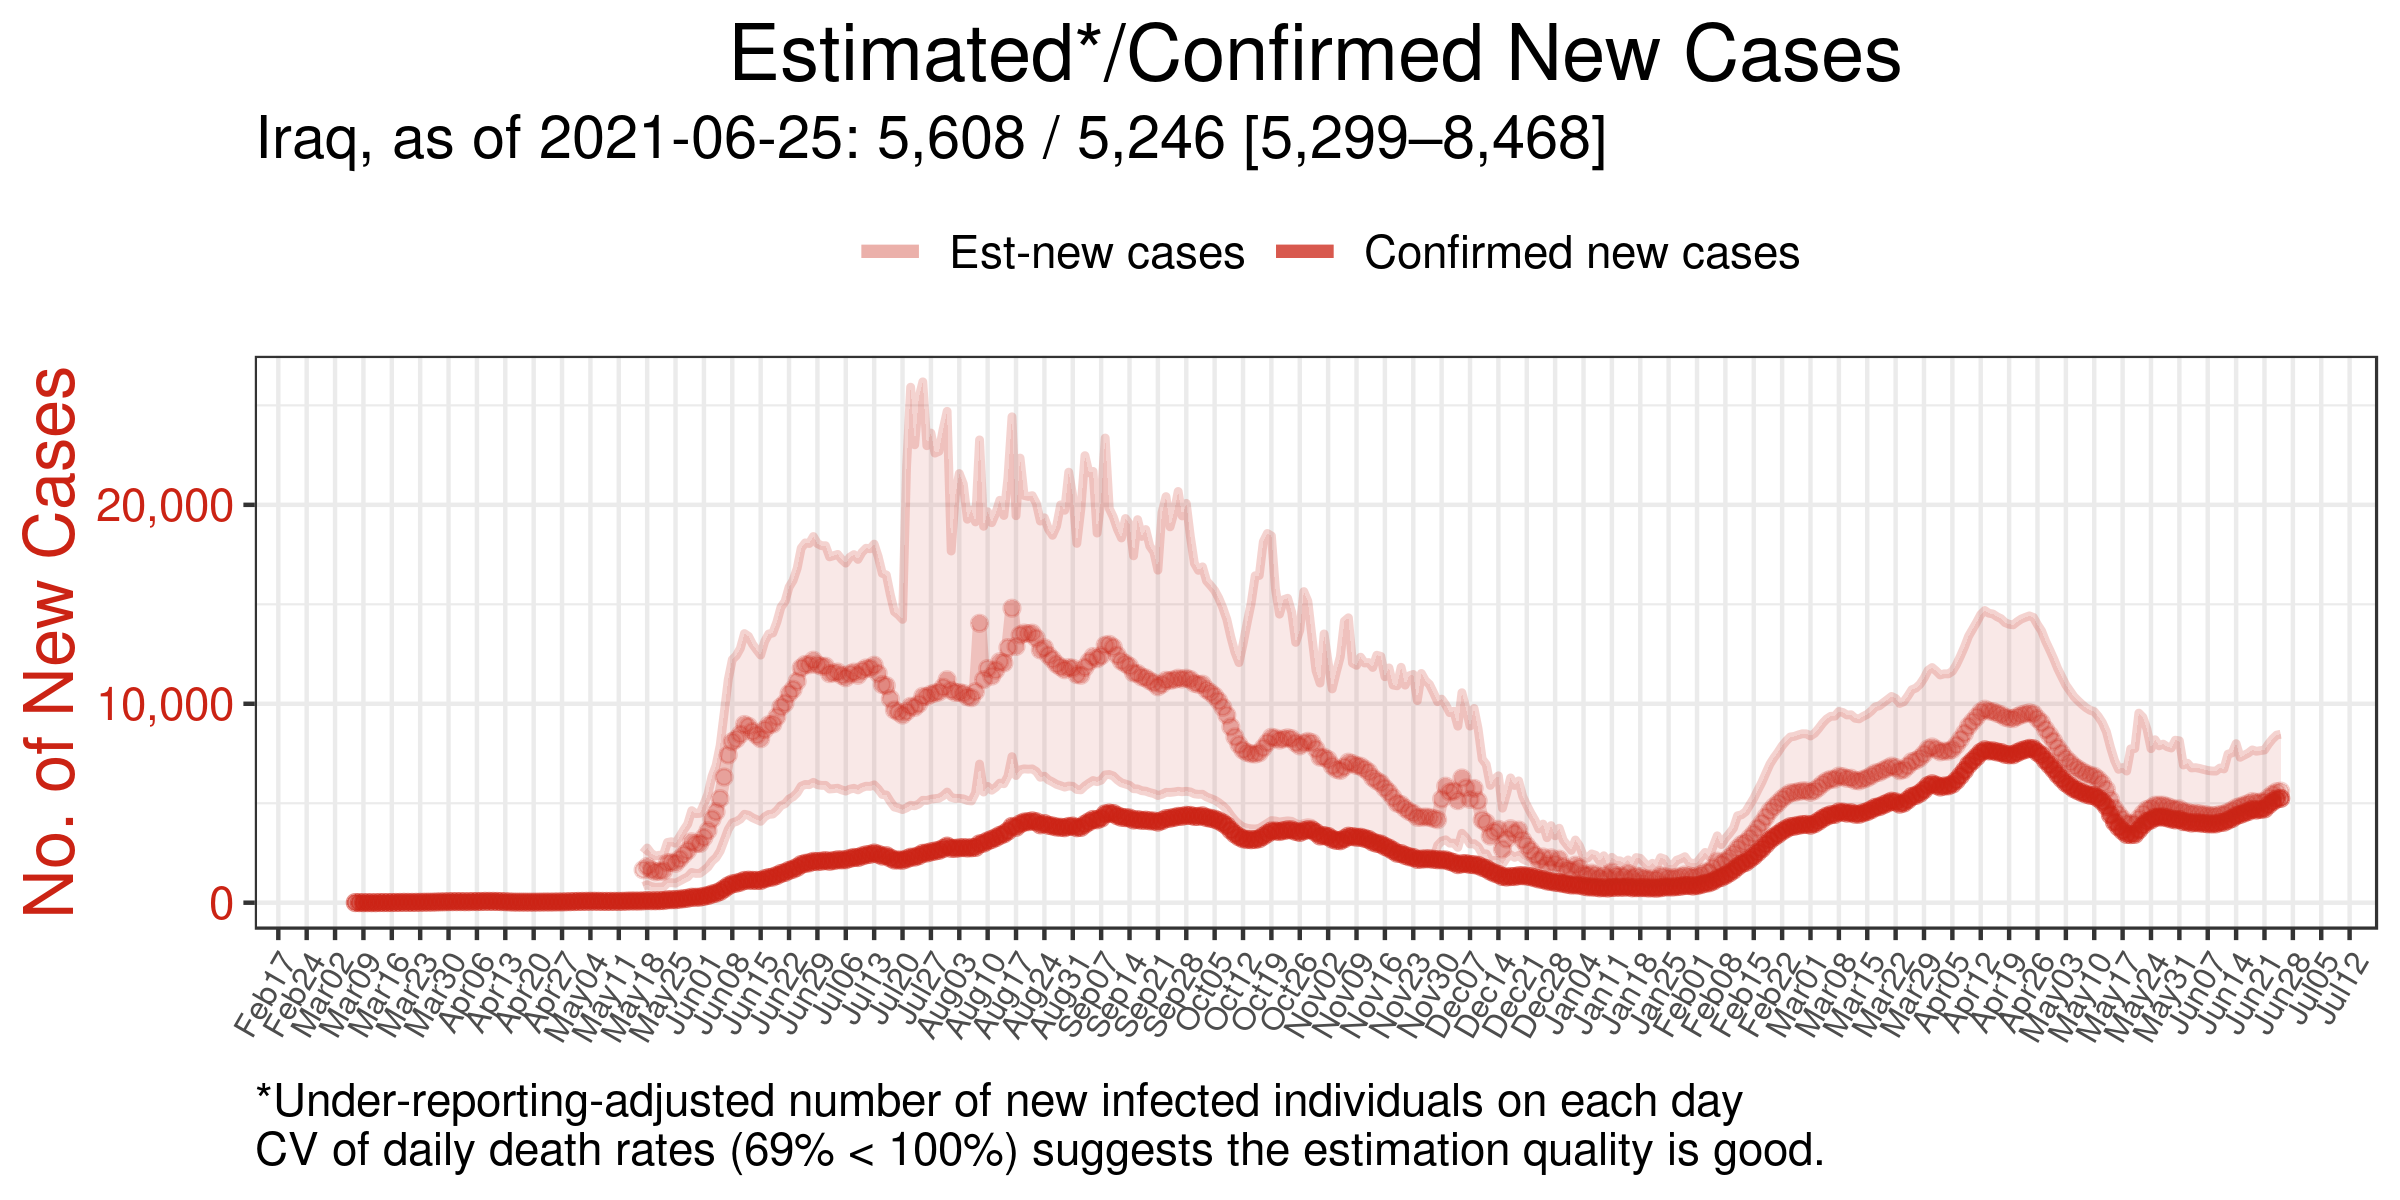 Estimated*/Confirmed New Cases
Iraq, as of 2021-06-25: 5,608 / 5,246 [5,299–8,468]
Est-new cases Confirmed new cases
No. of New Cases
20,000
10,000
0
Feb17 Feb24 Mar02 Mar09 Mar16 Mar23 Mar30 Apr06 Apr13 Apr20 Apr27 May04 May11 May18 May25 Jun01 Jun08 Jun15 Jun22 Jun29 Jul06 Jul13 Jul20 Jul27 Aug03 Aug10 Aug17 Aug24 Aug31 Sep07 Sep14 Sep21 Sep28 Oct05 Oct12 Oct19 Oct26 Nov02 Nov09 Nov16 Nov23 Nov30 Dec07 Dec14 Dec21 Dec28 Jan04 Jan11 Jan18 Jan25 Feb01 Feb08 Feb15 Feb22 Mar01 Mar08 Mar15 Mar22 Mar29 Apr05 Apr12 Apr19 Apr26 May03 May10 May17 May24 May31 Jun07 Jun14 Jun21 Jun28 Jul05 Jul12
*Under-reporting-adjusted number of new infected individuals on each day
CV of daily death rates (69% < 100%) suggests the estimation quality is good.